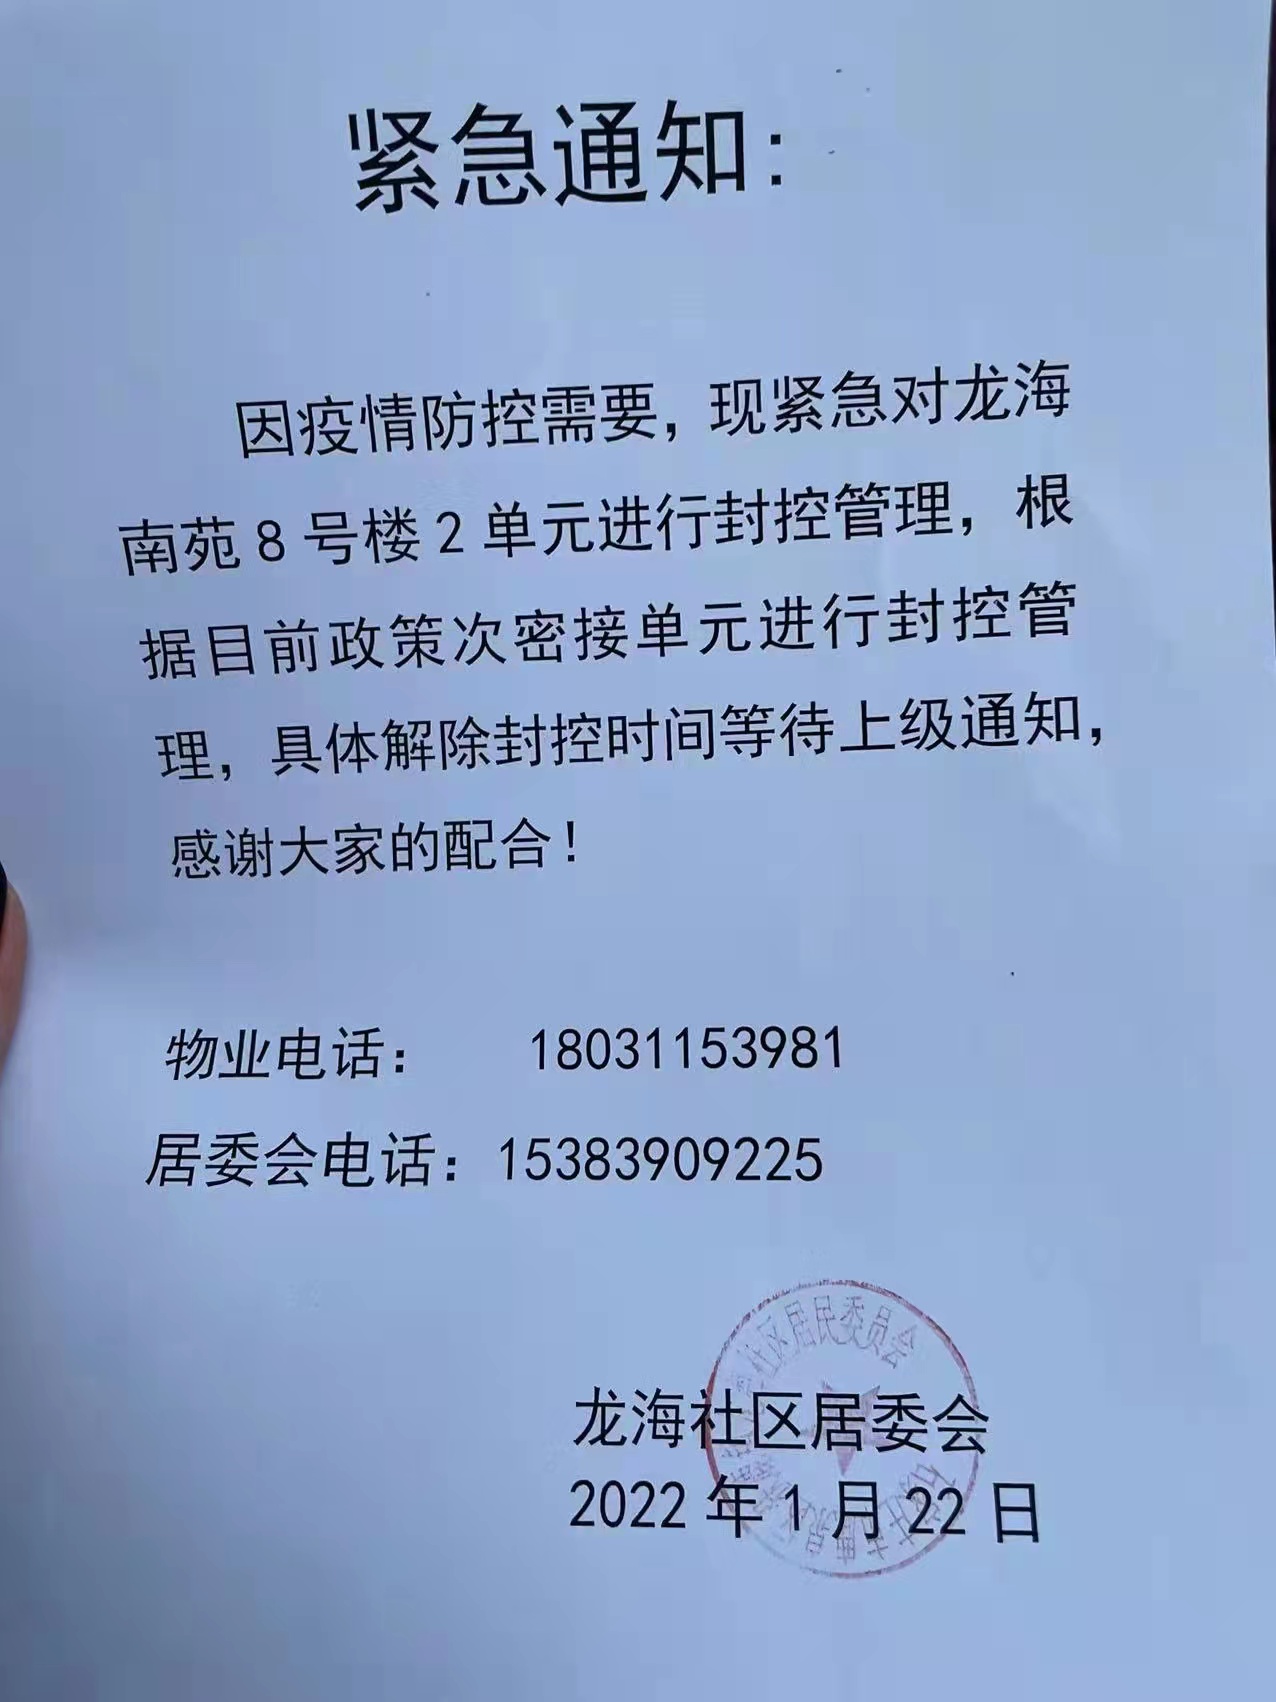 紧急通知：
因疫情防控需要，现紧急对龙海
南苑 8 号楼 2 单元进行封控管理，根
据目前政策次密接单元进行封控管
理，具体解除封控时间等待上级通知，
感谢大家的配合！
物业电话： 18031153981
居委会电话：15383909225
社区居民委员会
龙海社区居委会
2022 年 1 月 22 日